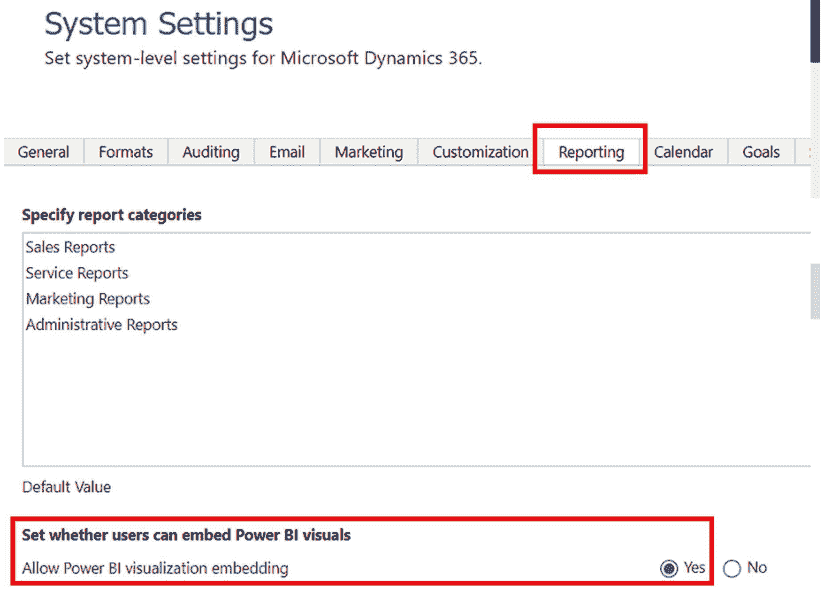 System Settings
Set system-level settings for Microsoft Dynamics 365.
General Formats Auditing Email Marketing Customization Reporting Calendar Goals
Specify report categories
Sales Reports
Service Reports
Marketing Reports
Administrative Reports
Default Value
Set whether users can embed Power BI visuals
Allow Power BI visualization embedding Yes No